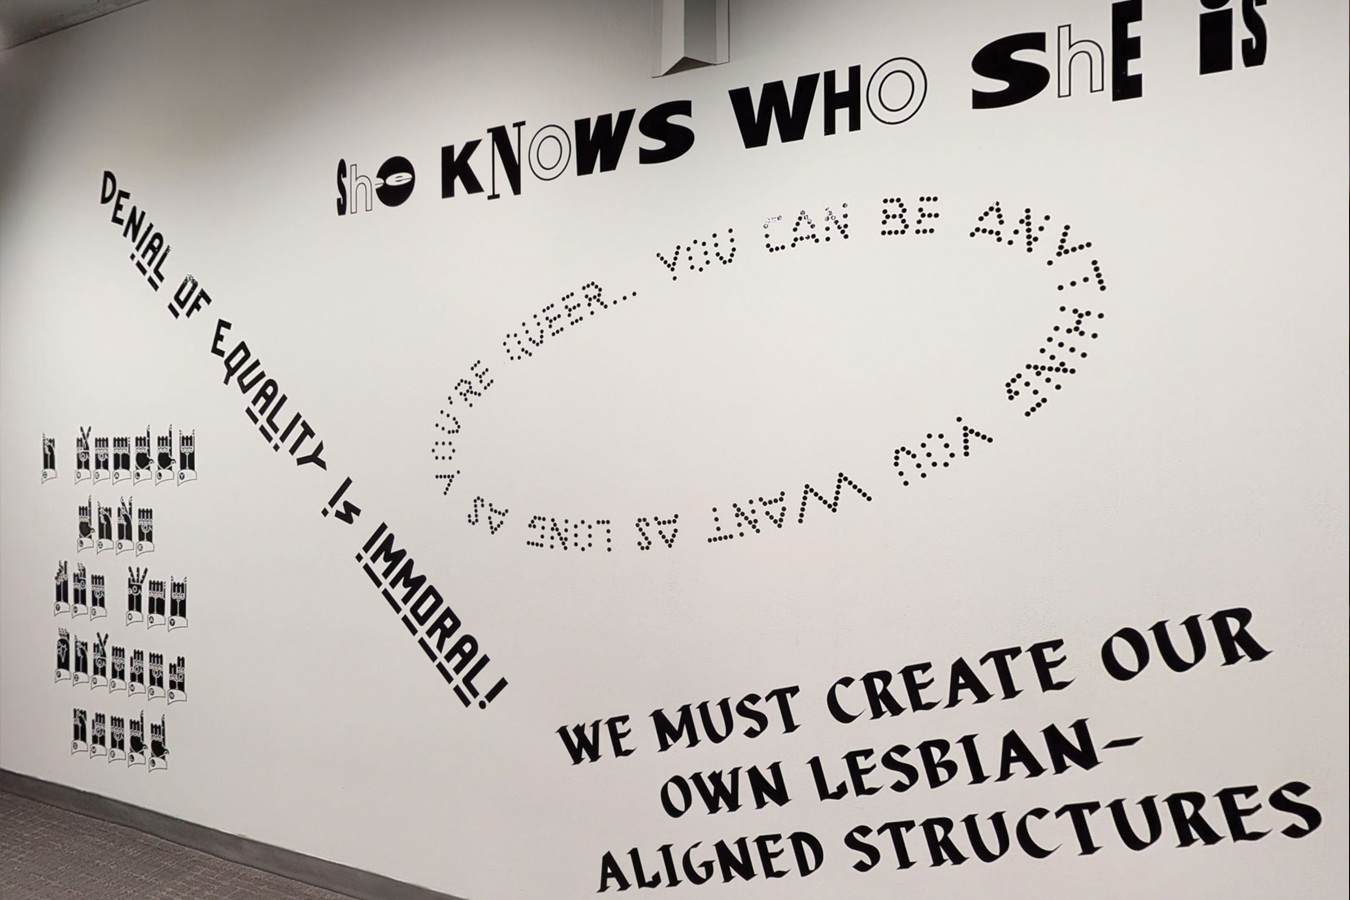 She KNOWS WHO ShE iS
DENIAL OF EQUALITY Is IMMORAL!
YOU'RE QUEER... YOU CAN BE ANYTHING YOU WANT AS LONG AS
WE MUST CREATE OUR
OWN LESBIAN-
ALIGNED STRUCTURES